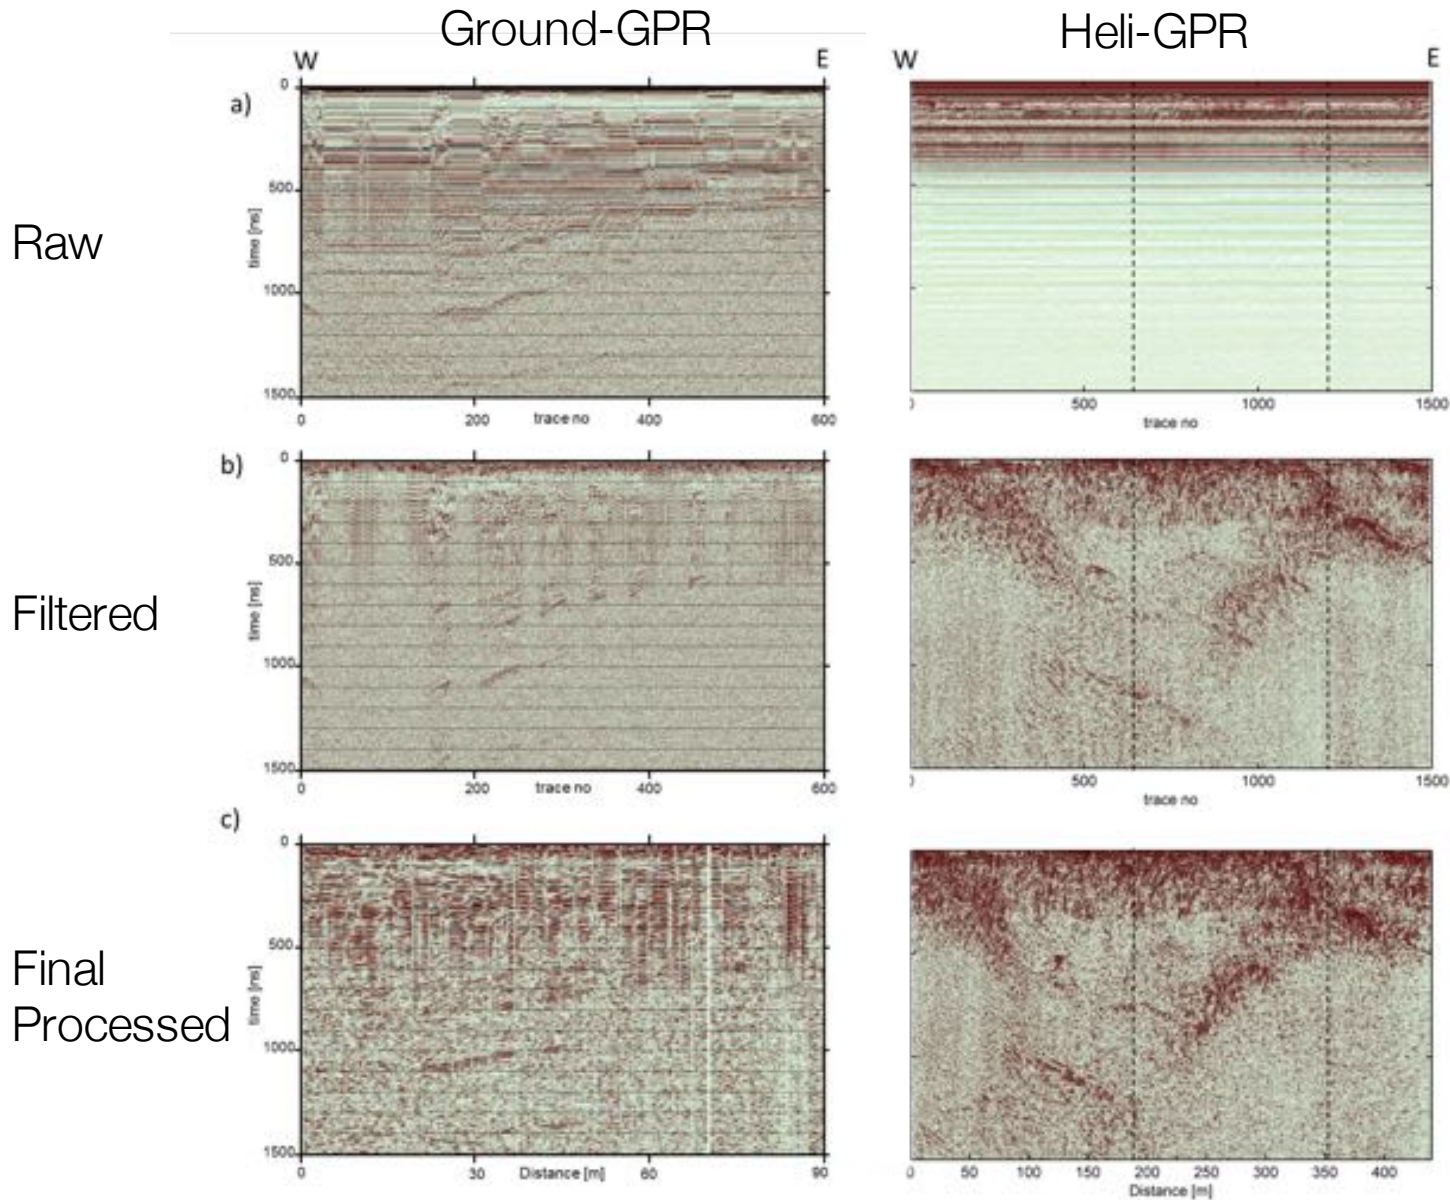 Ground-GPR Heli-GPR
W E W E
a)
Raw
0
500
1000
1500
time [ns]
0 200 trace no 400 600
0 500 1000 1500
trace no
b)
Filtered
0
500
1000
1500
time [ns]
0 200 trace no 400 600
0 500 1000 1500
trace no
c)
Final
Processed
0
500
1000
1500
time [ns]
0 30 Distance [m] 60 90
0 50 100 150 200 250 300 350 400
Distance [m]